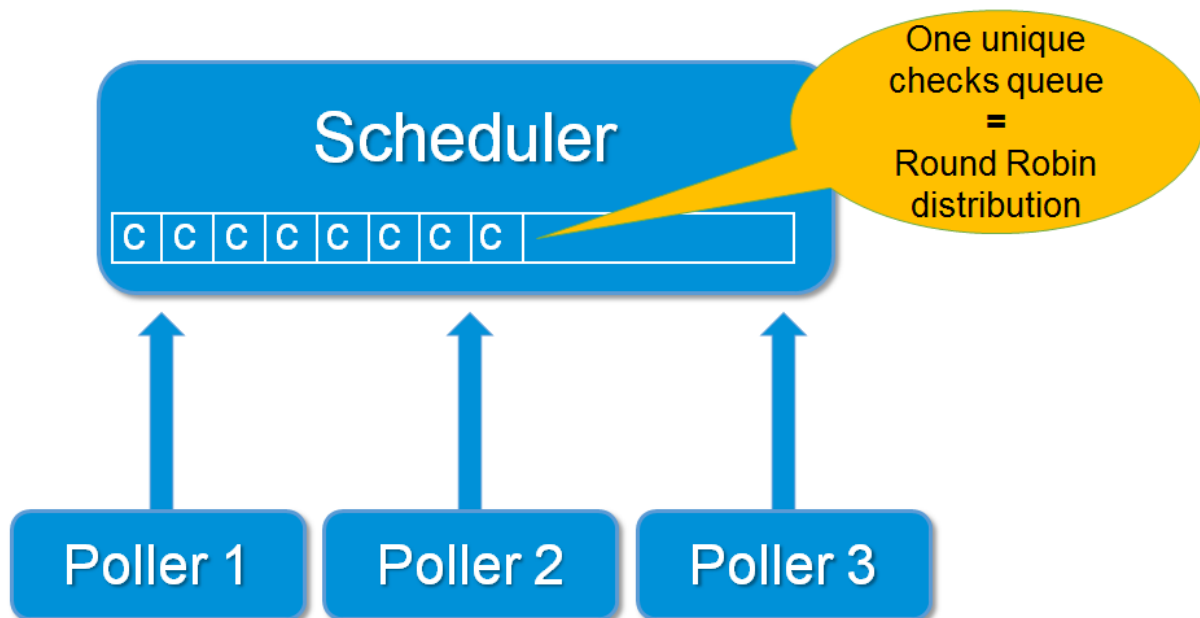 One unique
checks queue
=
Round Robin
distribution
Scheduler
C C C C C C C C
Poller 1 Poller 2 Poller 3